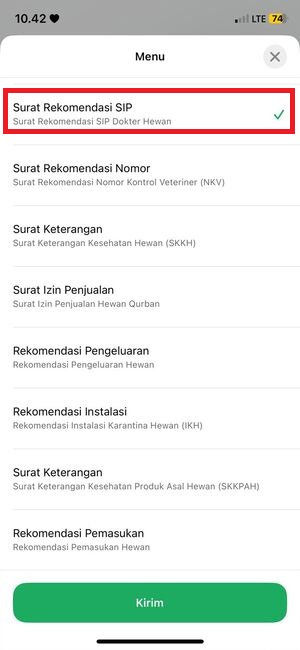 10.42
LTE 74
Menu
Surat Rekomendasi SIP
Surat Rekomendasi SIP Dokter Hewan
Surat Rekomendasi Nomor
Surat Rekomendasi Nomor Kontrol Veteriner (NKV)
Surat Keterangan
Surat Keterangan Kesehatan Hewan (SKKH)
Surat Izin Penjualan
Surat Izin Penjualan Hewan Qurban
Rekomendasi Pengeluaran
Rekomendasi Pengeluaran Hewan
Rekomendasi Instalasi
Rekomendasi Instalasi Karantina Hewan (IKH)
Surat Keterangan
Surat Keterangan Kesehatan Produk Asal Hewan (SKKPAH)
Rekomendasi Pemasukan
Rekomendasi Pemasukan Hewan
Kirim